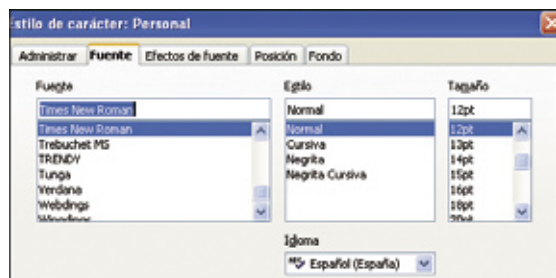 Estilo de carácter: Personal
Administrar Fuente Efectos de fuente Posición Fondo
Fuente Estilo Tamaño
Times New Roman Normal 12pt
Times New Roman Normal 12pt
Trebuchet MS Cursiva 13pt
TRENDY Negrita 14pt
Tunga Negrita Cursiva 15pt
Verdana 16pt
Webdings 18pt
Wingdings 20pt
Idioma
Español (España)